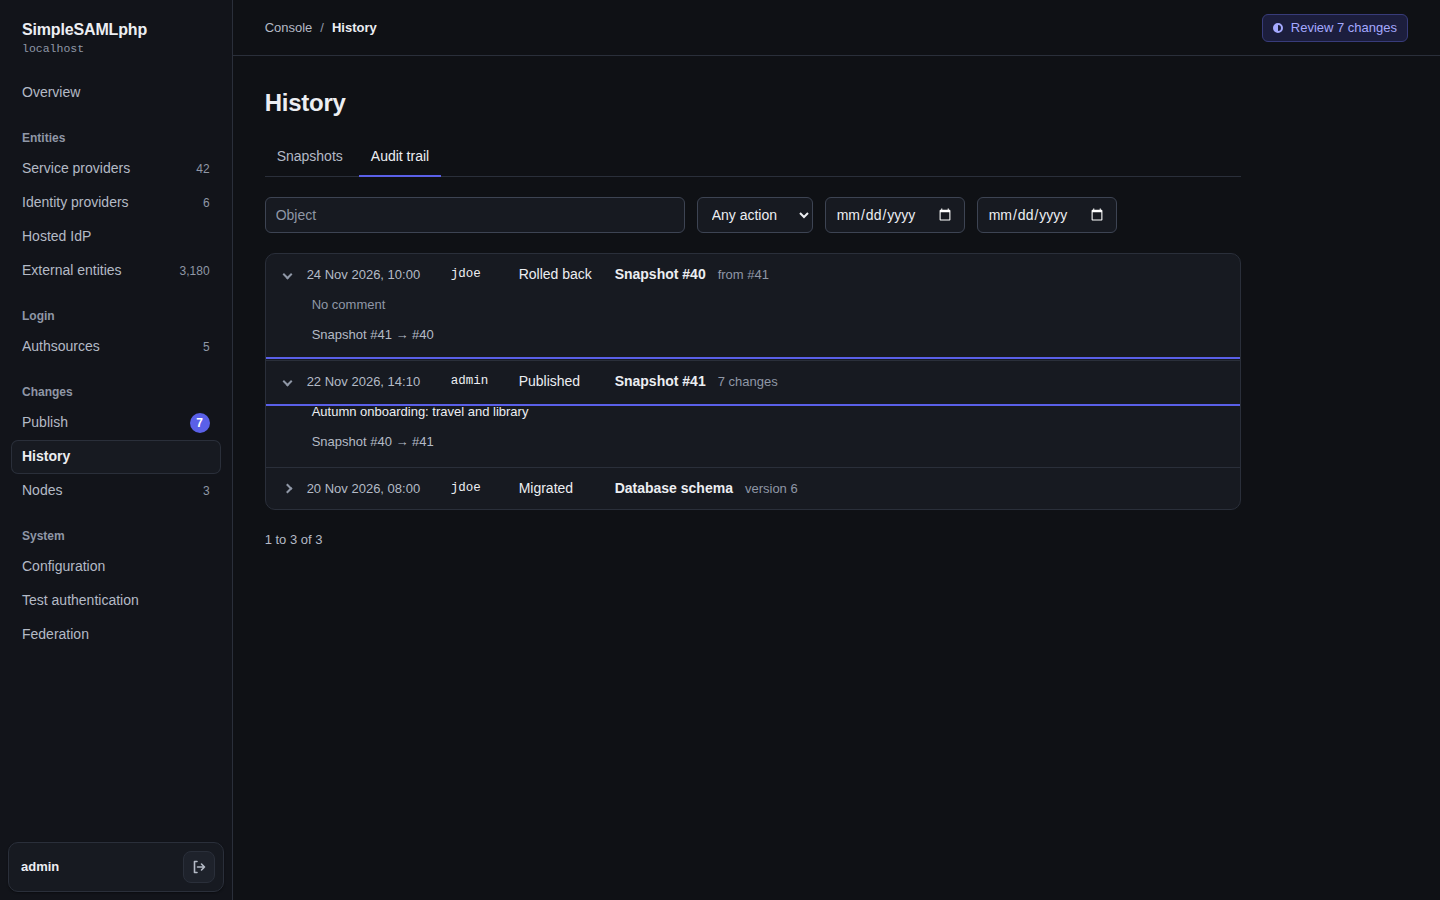 SimpleSAMLphp
localhost
Console / History
Review 7 changes
Overview
Entities
Service providers 42
Identity providers 6
Hosted IdP
External entities 3,180
Login
Authsources 5
Changes
Publish 7
History
Nodes 3
System
Configuration
Test authentication
Federation
admin
History
Snapshots Audit trail
Object Any action mm/dd/yyyy mm/dd/yyyy
24 Nov 2026, 10:00 jdoe Rolled back Snapshot #40 from #41
No comment
Snapshot #41 → #40
22 Nov 2026, 14:10 admin Published Snapshot #41 7 changes
Autumn onboarding: travel and library
Snapshot #40 → #41
20 Nov 2026, 08:00 jdoe Migrated Database schema version 6
1 to 3 of 3